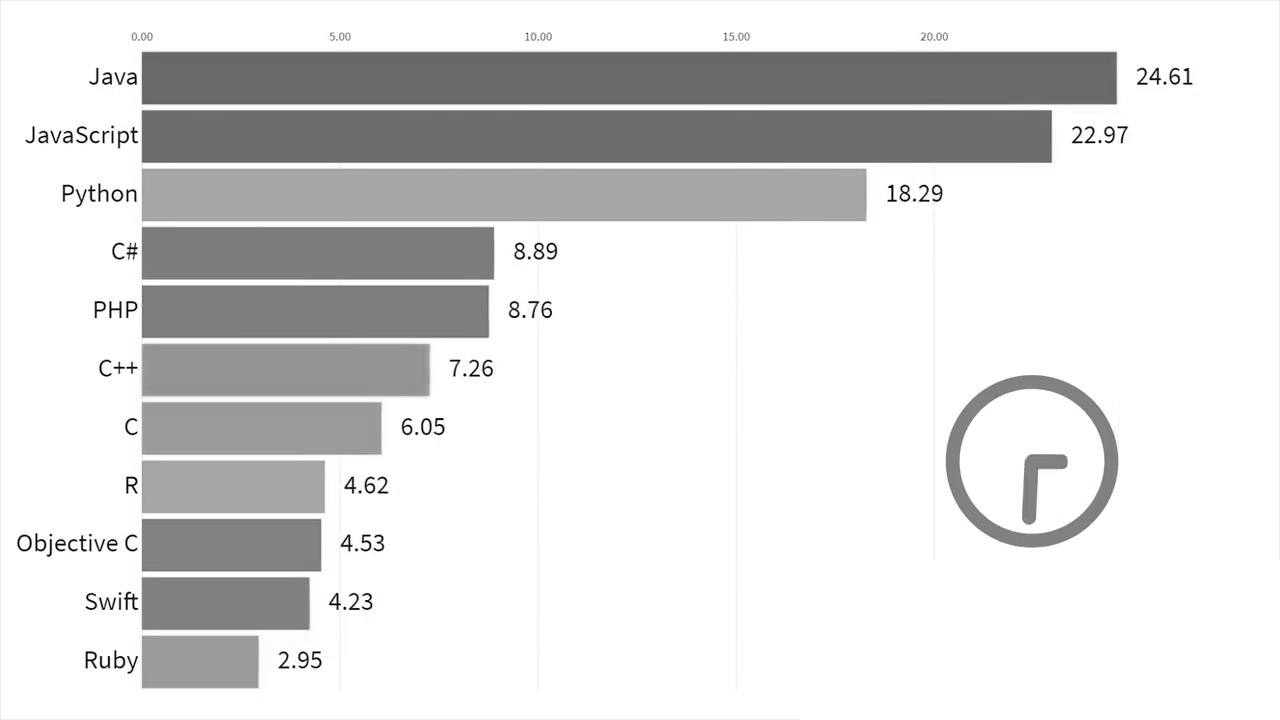 0.00 5.00 10.00 15.00 20.00
Java 24.61
JavaScript 22.97
Python 18.29
C# 8.89
PHP 8.76
C++ 7.26
C 6.05
R 4.62
Objective C 4.53
Swift 4.23
Ruby 2.95